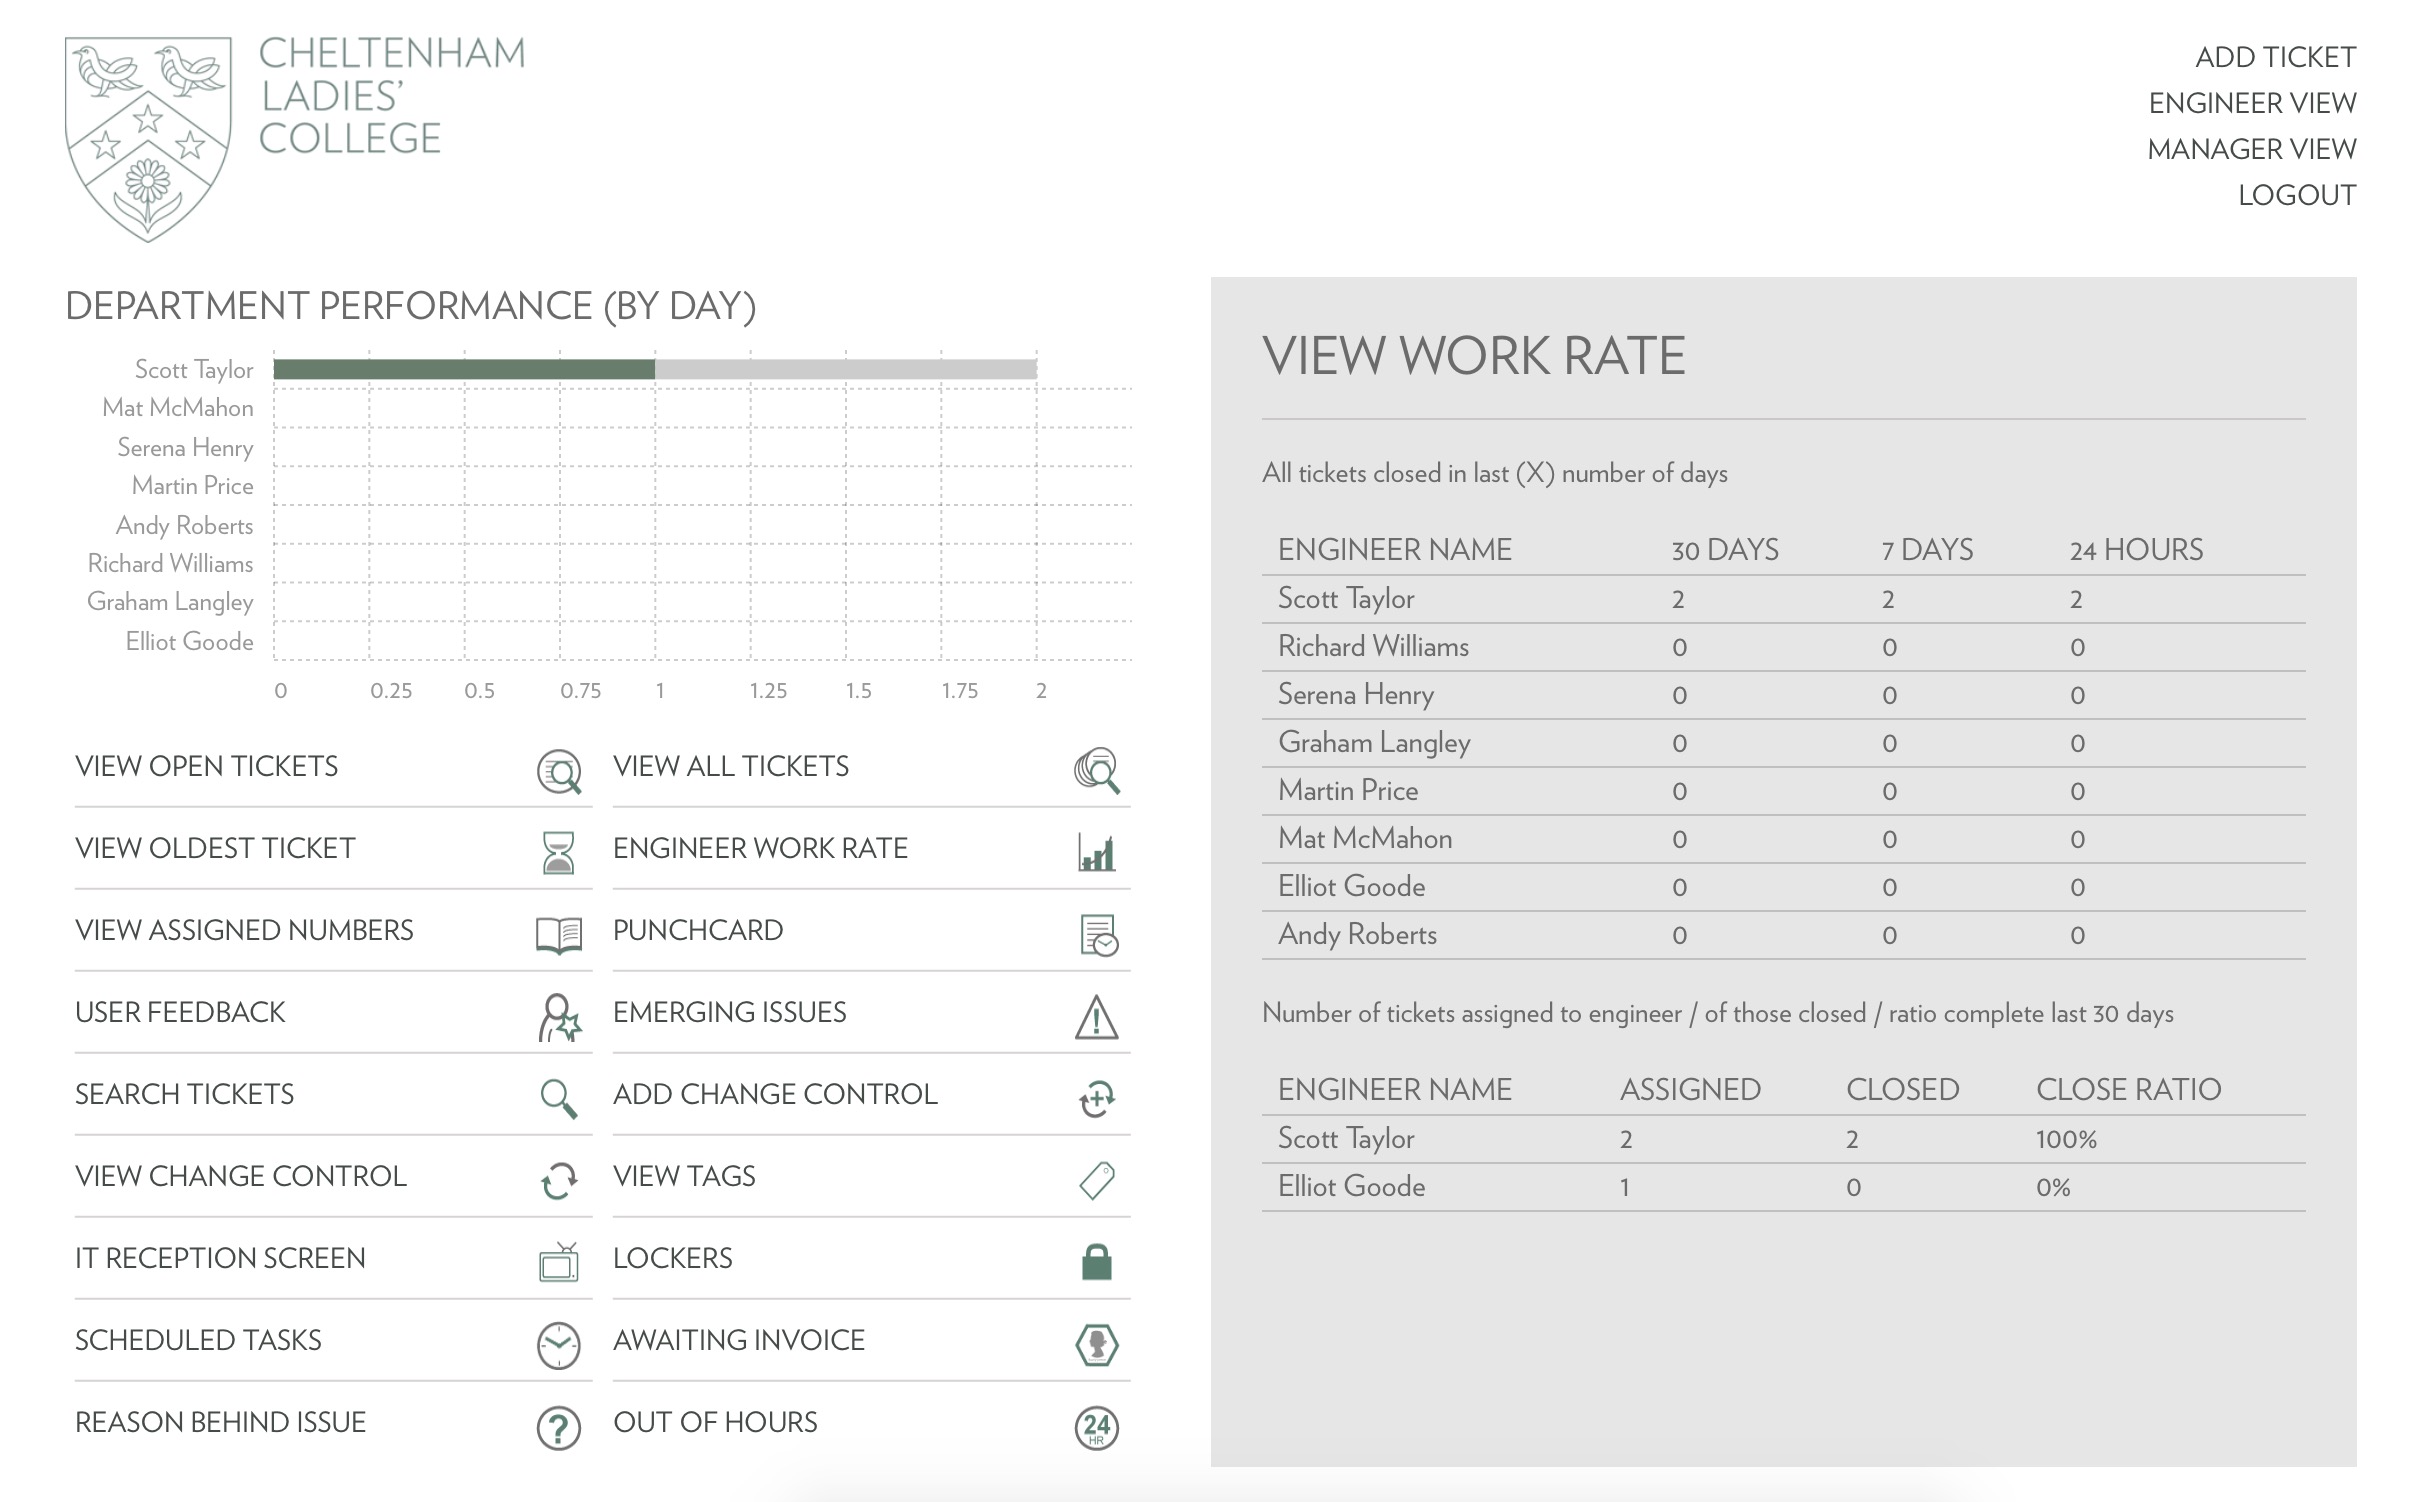 CHELTENHAM
LADIES’
COLLEGE
ADD TICKET
ENGINEER VIEW
MANAGER VIEW
LOGOUT
DEPARTMENT PERFORMANCE (BY DAY)
Scott Taylor
Mat McMahon
Serena Henry
Martin Price
Andy Roberts
Richard Williams
Graham Langley
Elliot Goode
0 0.25 0.5 0.75 1 1.25 1.5 1.75 2
VIEW OPEN TICKETS VIEW ALL TICKETS
VIEW OLDEST TICKET ENGINEER WORK RATE
VIEW ASSIGNED NUMBERS PUNCHCARD
USER FEEDBACK EMERGING ISSUES
SEARCH TICKETS ADD CHANGE CONTROL
VIEW CHANGE CONTROL VIEW TAGS
IT RECEPTION SCREEN LOCKERS
SCHEDULED TASKS AWAITING INVOICE
REASON BEHIND ISSUE ? OUT OF HOURS 24
HR
VIEW WORK RATE
All tickets closed in last (X) number of days
ENGINEER NAME 30 DAYS 7 DAYS 24 HOURS
Scott Taylor 2 2 2
Richard Williams 0 0 0
Serena Henry 0 0 0
Graham Langley 0 0 0
Martin Price 0 0 0
Mat McMahon 0 0 0
Elliot Goode 0 0 0
Andy Roberts 0 0 0
Number of tickets assigned to engineer / of those closed / ratio complete last 30 days
ENGINEER NAME ASSIGNED CLOSED CLOSE RATIO
Scott Taylor 2 2 100%
Elliot Goode 1 0 0%